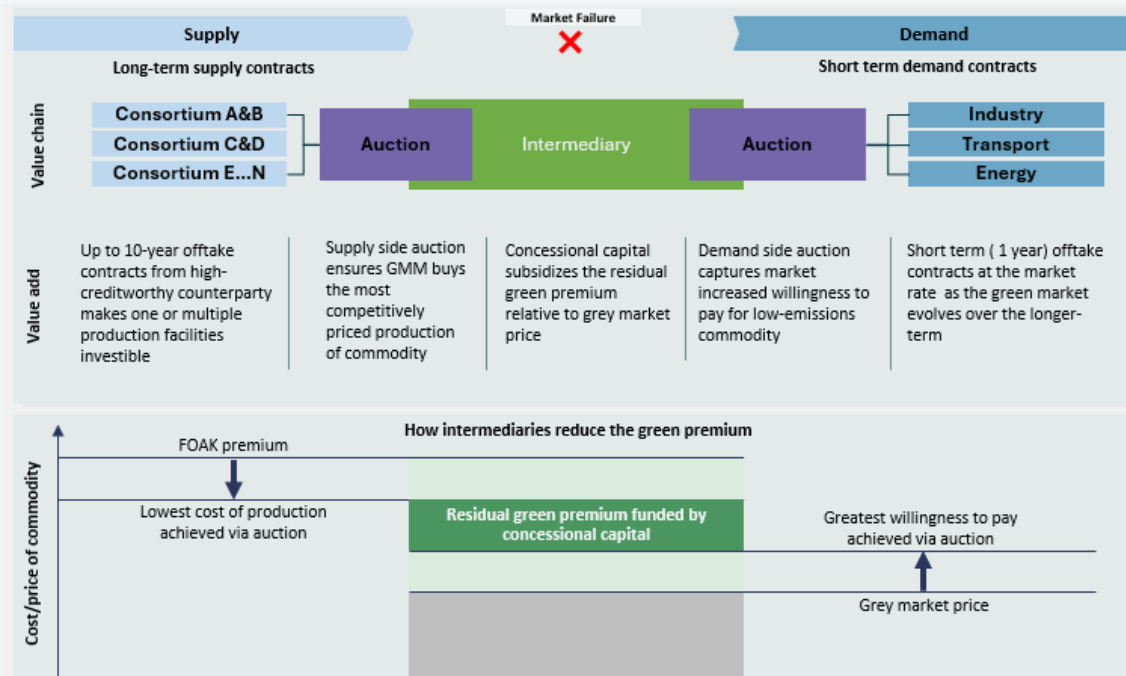 Market Failure
Supply
Demand
Long-term supply contracts
Short term demand contracts
Value chain
Consortium A&B
Consortium C&D
Consortium E...N
Auction
Intermediary
Auction
Industry
Transport
Energy
Value add
Up to 10-year offtake
contracts from high-
creditworthy counterparty
makes one or multiple
production facilities
investible
Supply side auction
ensures GMM buys
the most
competitively
priced production
of commodity
Concessional capital
subsidizes the residual
green premium
relative to grey market
price
Demand side auction
captures market
increased willingness to
pay for low-emissions
commodity
Short term ( 1 year) offtake
contracts at the market
rate as the green market
evolves over the longer-
term
How intermediaries reduce the green premium
Cost/price of commodity
FOAK premium
Lowest cost of production
achieved via auction
Residual green premium funded by
concessional capital
Greatest willingness to pay
achieved via auction
Grey market price